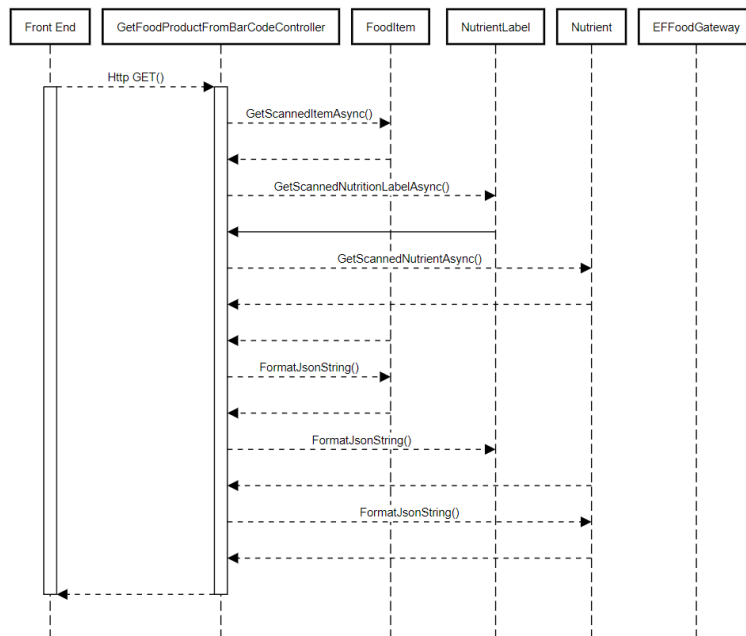 Front End
GetFoodProductFromBarCodeController
FoodItem
NutrientLabel
Nutrient
EFFoodGateway
Http GET()
GetScannedItemAsync()
GetScannedNutritionLabelAsync()
GetScannedNutrientAsync()
FormatJsonString()
FormatJsonString()
FormatJsonString()